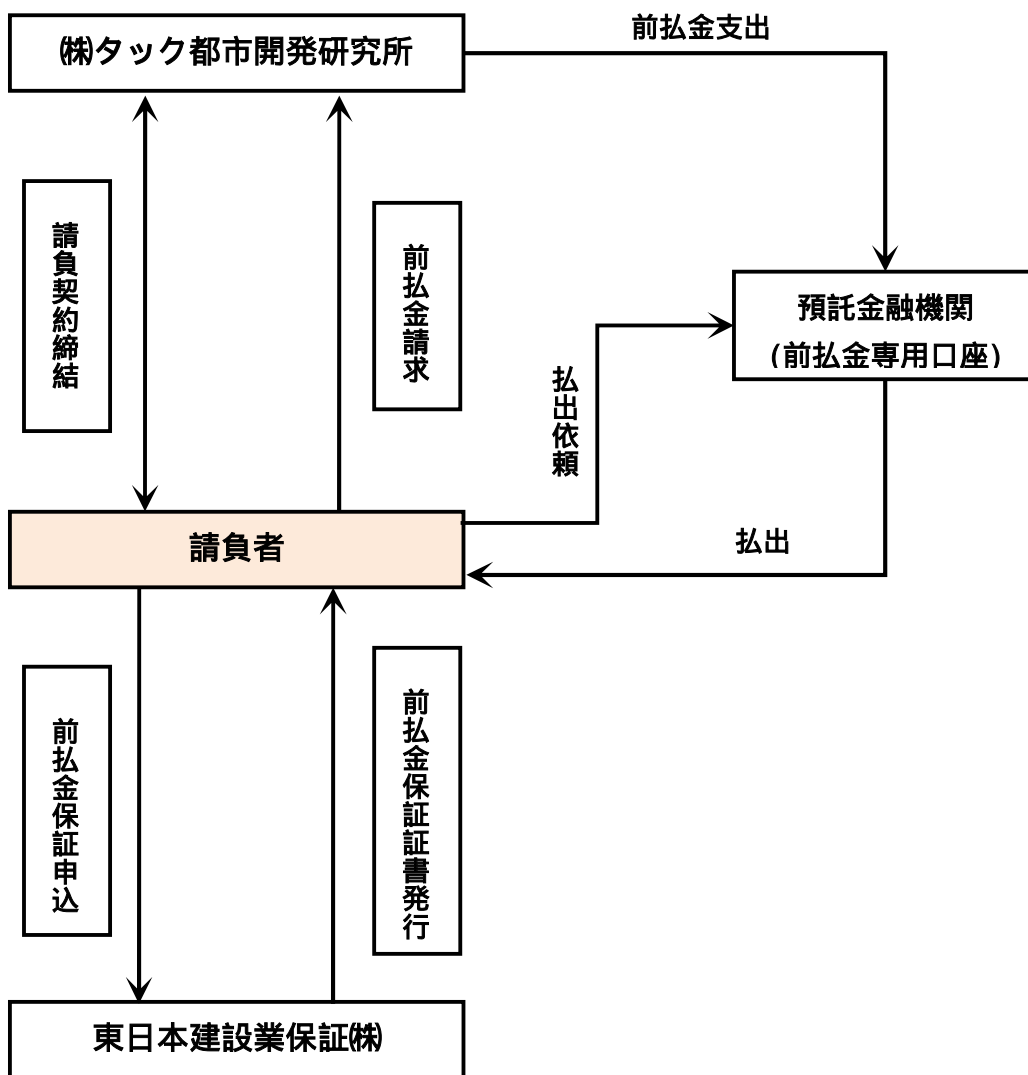 前払金支出
㈱タック都市開発研究所
請負契約締結
前払金請求
預託金融機関
(前払金専用口座)
払出依頼
請負者
払出
前払金保証申込
前払金保証証書発行
東日本建設業保証㈱